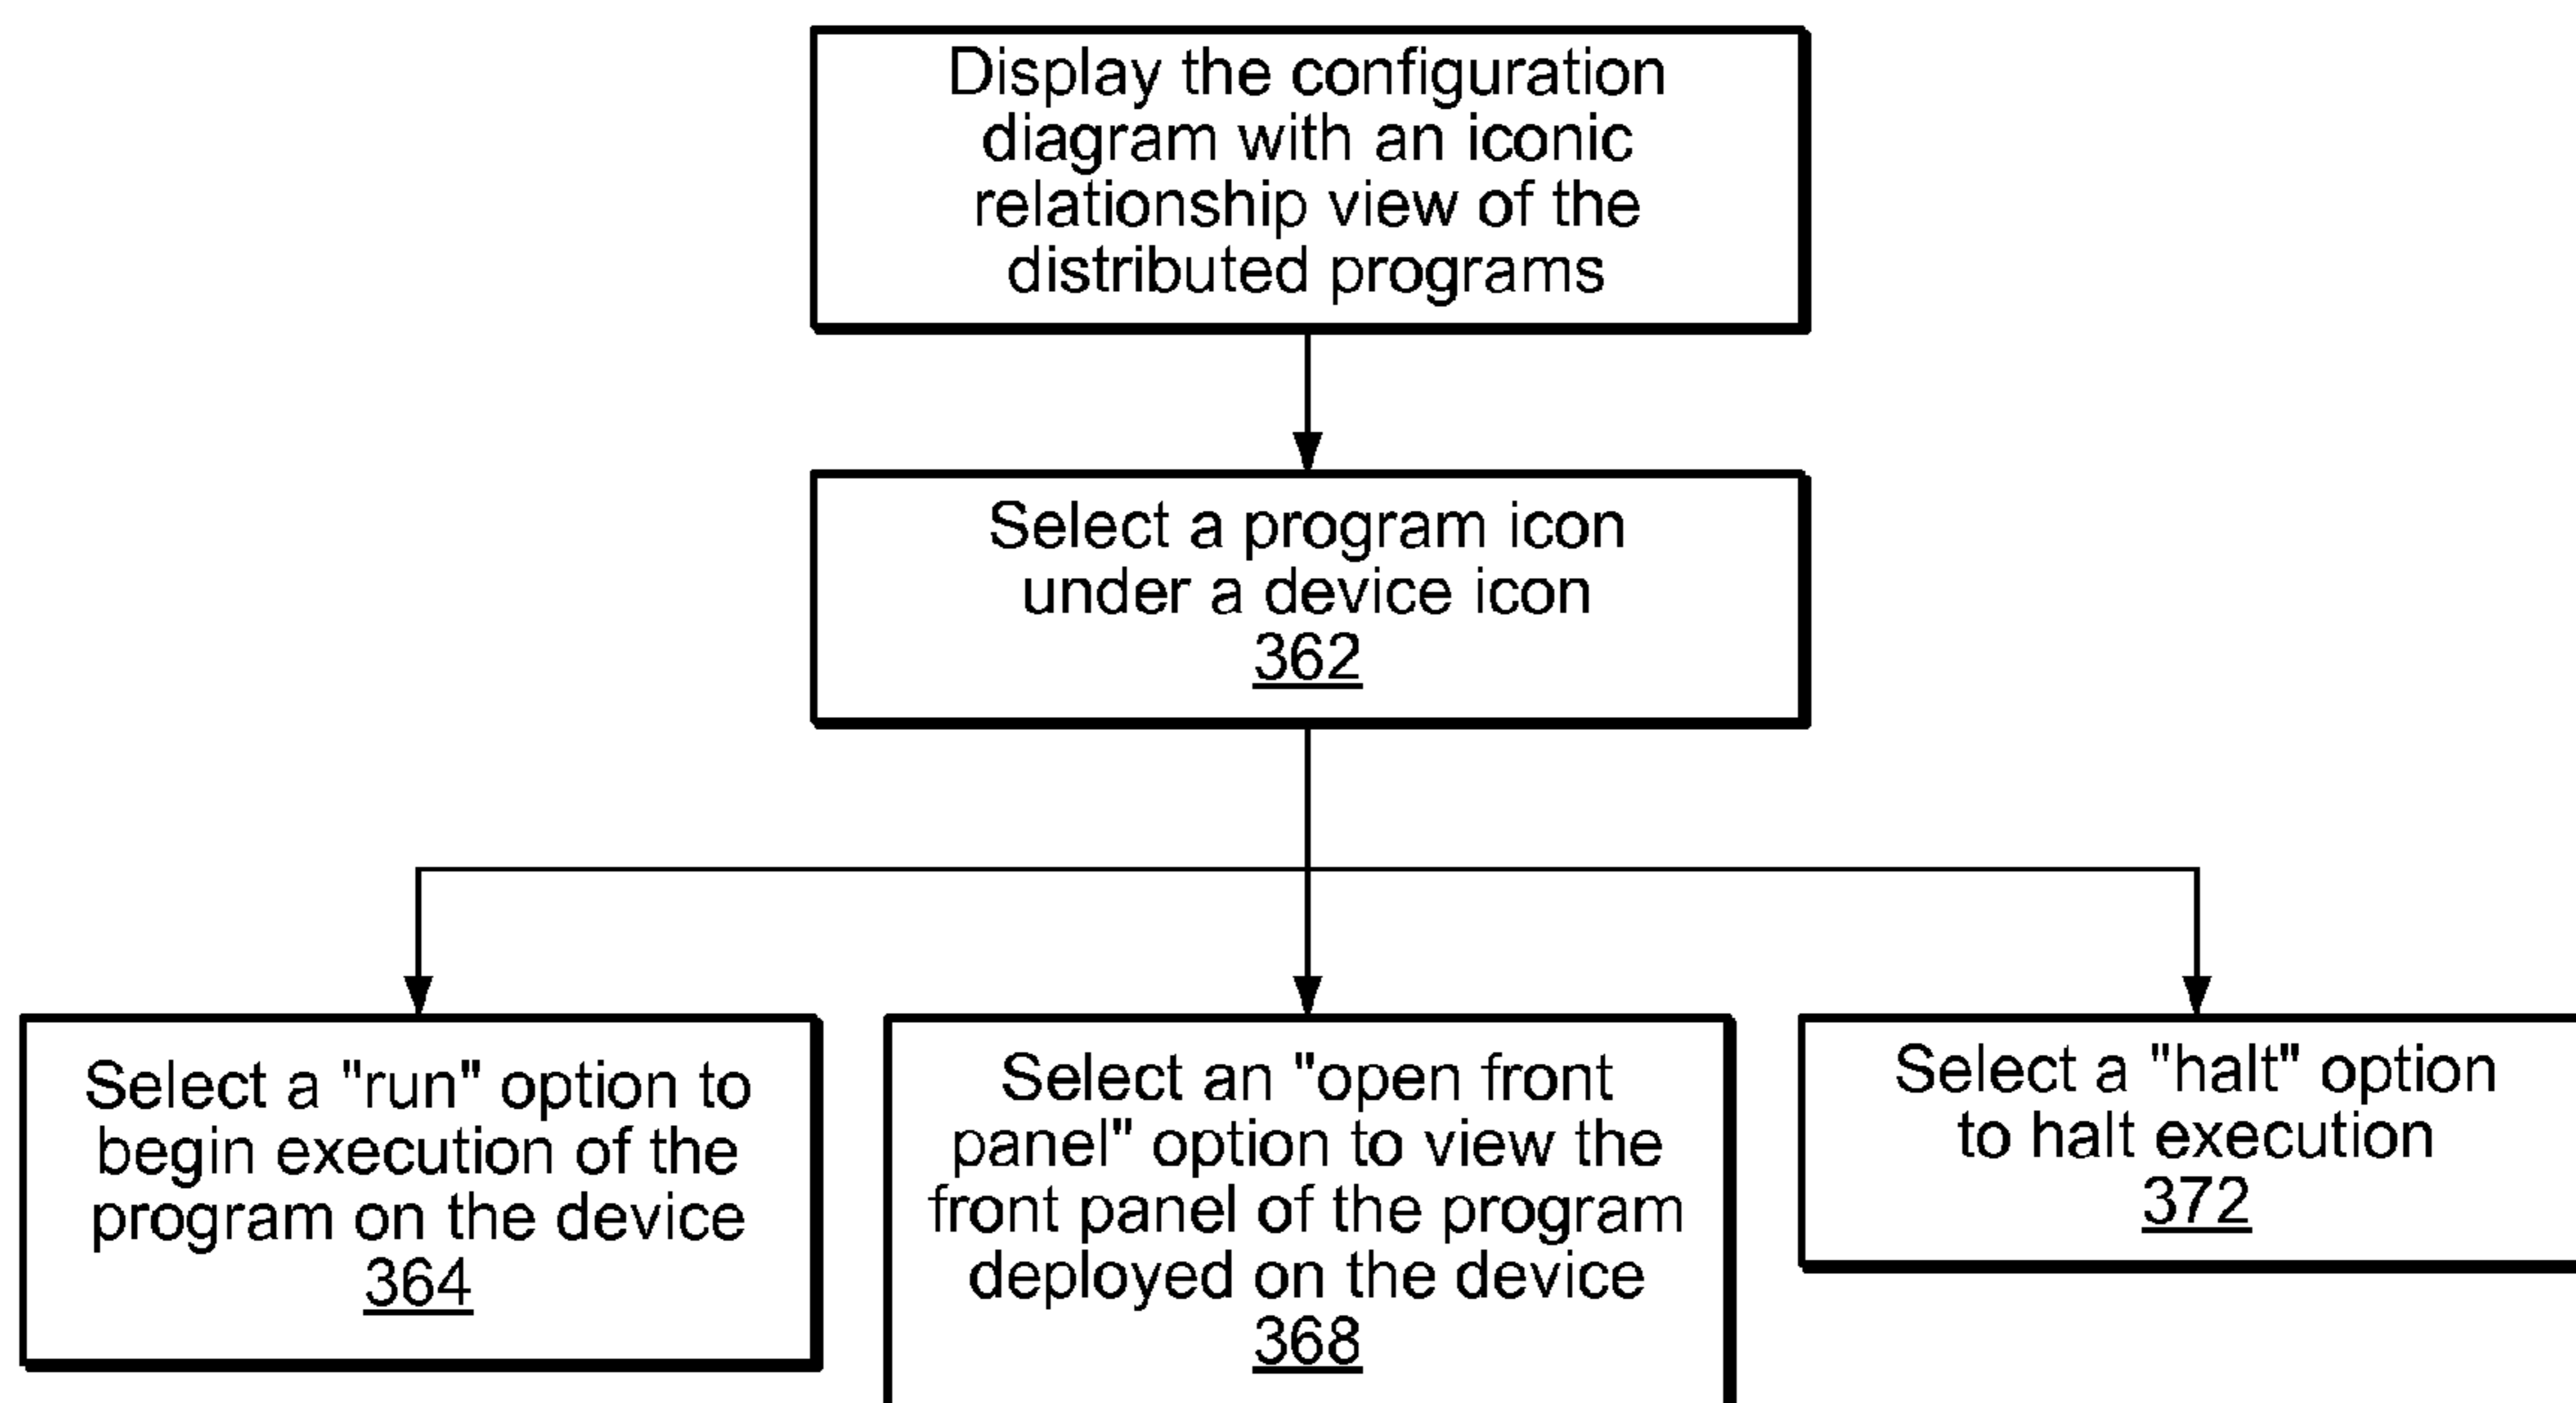 Display the configuration
diagram with an iconic
relationship view of the
distributed programs
Select a program icon
under a device icon
362
Select a "run" option to
begin execution of the
program on the device
364
Select an "open front
panel" option to view the
front panel of the program
deployed on the device
368
Select a "halt" option
to halt execution
372